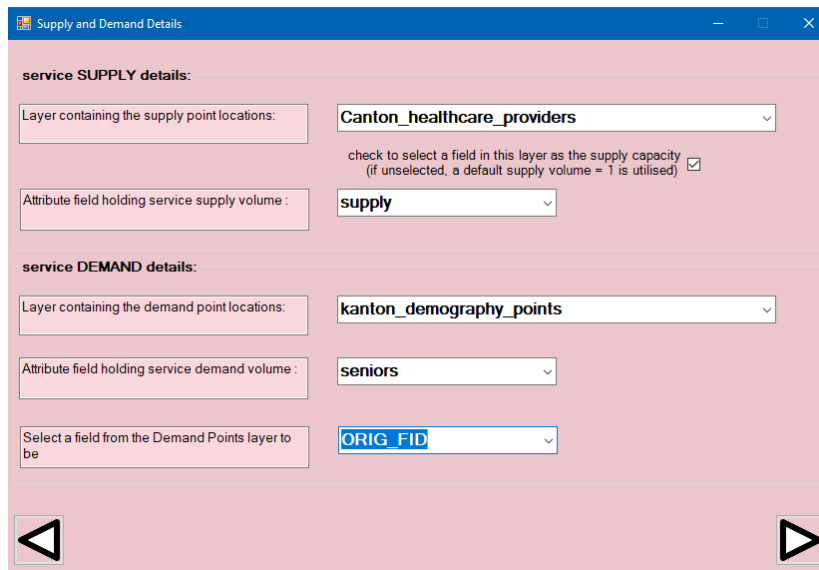 Supply and Demand Details
service SUPPLY details:
Layer containing the supply point locations:
Canton_healthcare_providers
check to select a field in this layer as the supply capacity
(if unselected, a default supply volume = 1 is utilised)
Attribute field holding service supply volume :
supply
service DEMAND details:
Layer containing the demand point locations:
kanton_demography_points
Attribute field holding service demand volume :
seniors
Select a field from the Demand Points layer to
be
ORIG_FID